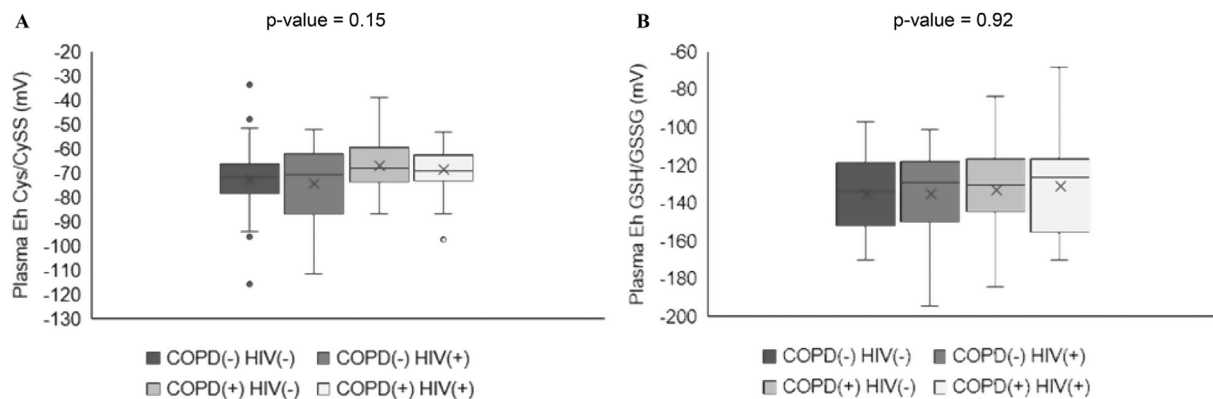 A
p-value = 0.15
Plasma Eh Cys/CySS (mV)
-20
-30
-40
-50
-60
-70
-80
-90
-100
-110
-120
-130
COPD(-) HIV(-) COPD(-) HIV(+)
COPD(+) HIV(-) COPD(+) HIV(+)
B
p-value = 0.92
Plasma Eh GSH/GSSG (mV)
-60
-80
-100
-120
-140
-160
-180
-200
COPD(-) HIV(-) COPD(-) HIV(+)
COPD(+) HIV(-) COPD(+) HIV(+)